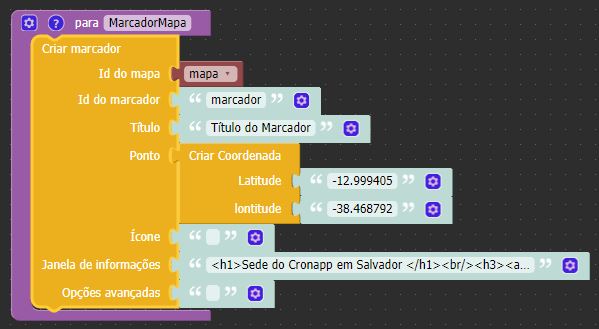 ? para MarcadorMapa
Criar marcador
Id do mapa mapa
Id do marcador “ marcador ”
Título “ Título do Marcador ”
Ponto Criar Coordenada
Latitude “ -12.999405 ”
lontitude “ -38.468792 ”
Ícone “ ”
Janela de informações “ <h1>Sede do Cronapp em Salvador </h1><br/><h3><a... ”
Opções avançadas “ ”